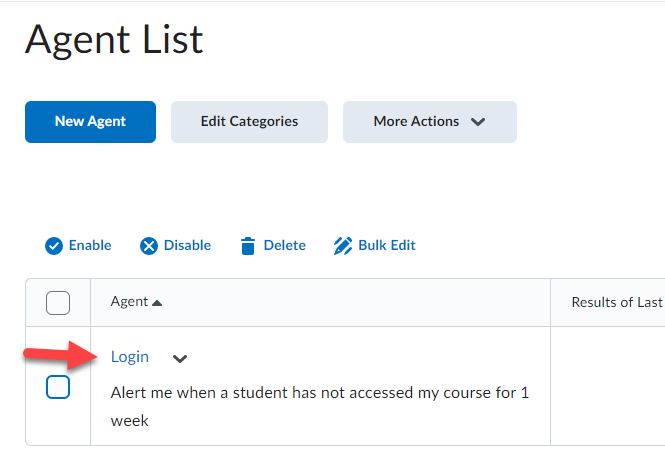 Agent List
New Agent
Edit Categories
More Actions
Enable
Disable
Delete
Bulk Edit
Agent
Results of Last
Login
Alert me when a student has not accessed my course for 1
week